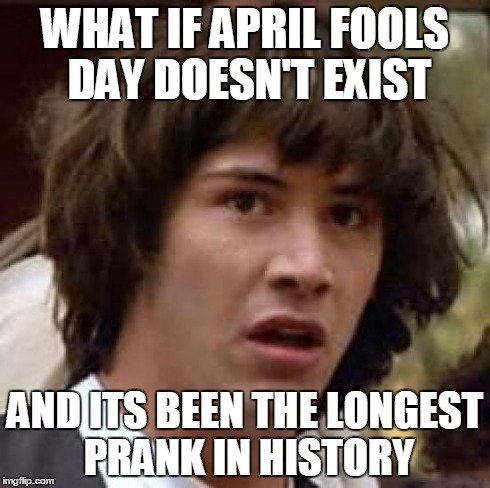 WHAT IF APRIL FOOLS
DAY DOESN'T EXIST
AND ITS BEEN THE LONGEST
PRANK IN HISTORY
imgflip.com